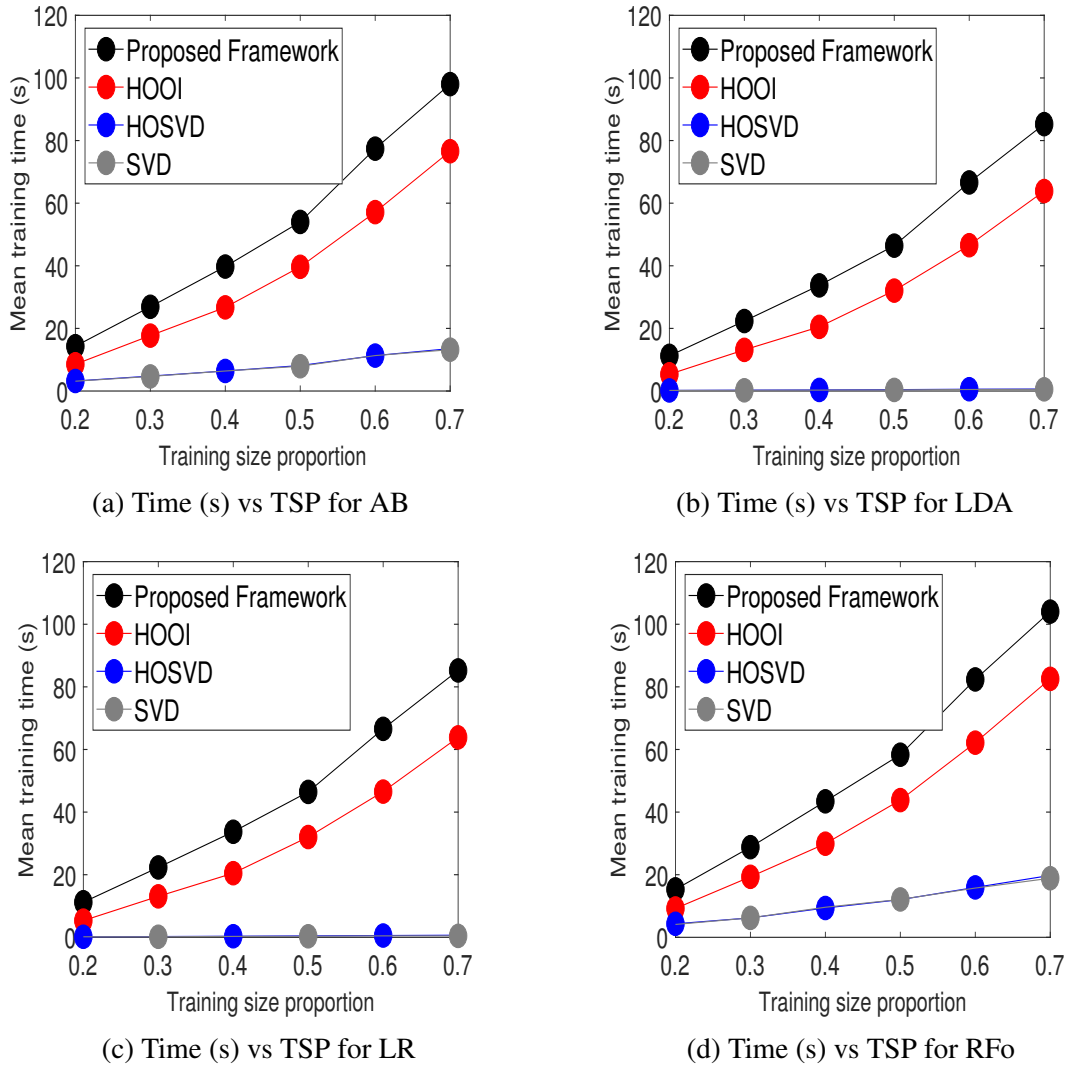 120
100
80
60
40
20
0
Mean training time (s)
Proposed Framework
HOOI
HOSVD
SVD
0.2 0.3 0.4 0.5 0.6 0.7
Training size proportion
(a) Time (s) vs TSP for AB
120
100
80
60
40
20
0
Mean training time (s)
Proposed Framework
HOOI
HOSVD
SVD
0.2 0.3 0.4 0.5 0.6 0.7
Training size proportion
(b) Time (s) vs TSP for LDA
120
100
80
60
40
20
0
Mean training time (s)
Proposed Framework
HOOI
HOSVD
SVD
0.2 0.3 0.4 0.5 0.6 0.7
Training size proportion
(c) Time (s) vs TSP for LR
120
100
80
60
40
20
0
Mean training time (s)
Proposed Framework
HOOI
HOSVD
SVD
0.2 0.3 0.4 0.5 0.6 0.7
Training size proportion
(d) Time (s) vs TSP for RFo